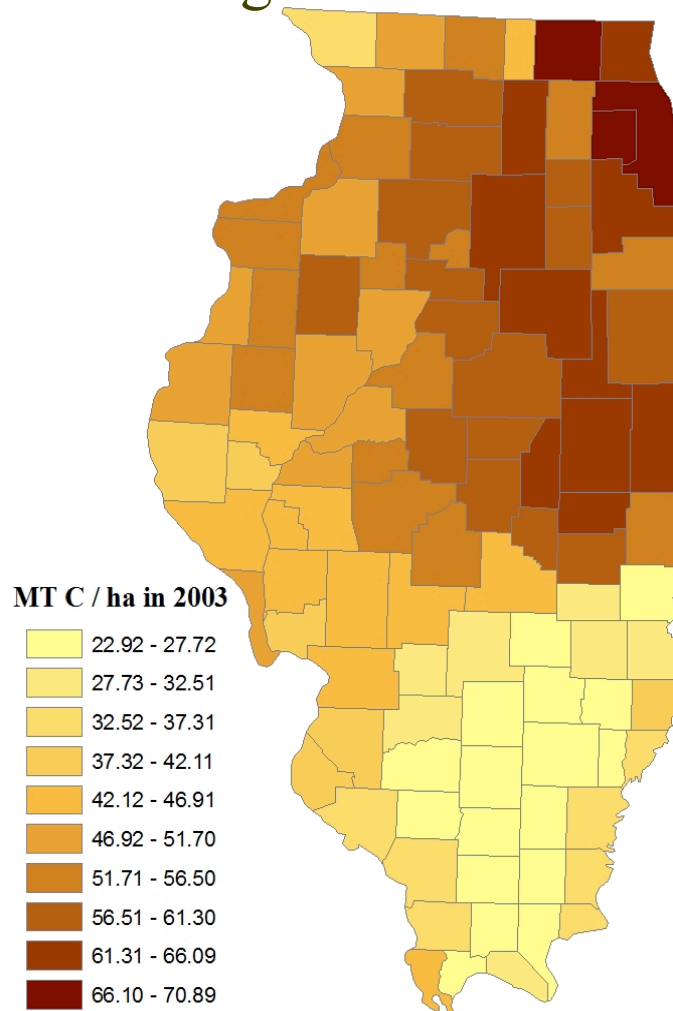 MT C / ha in 2003
22.92 - 27.72
27.73 - 32.51
32.52 - 37.31
37.32 - 42.11
42.12 - 46.91
46.92 - 51.70
51.71 - 56.50
56.51 - 61.30
61.31 - 66.09
66.10 - 70.89